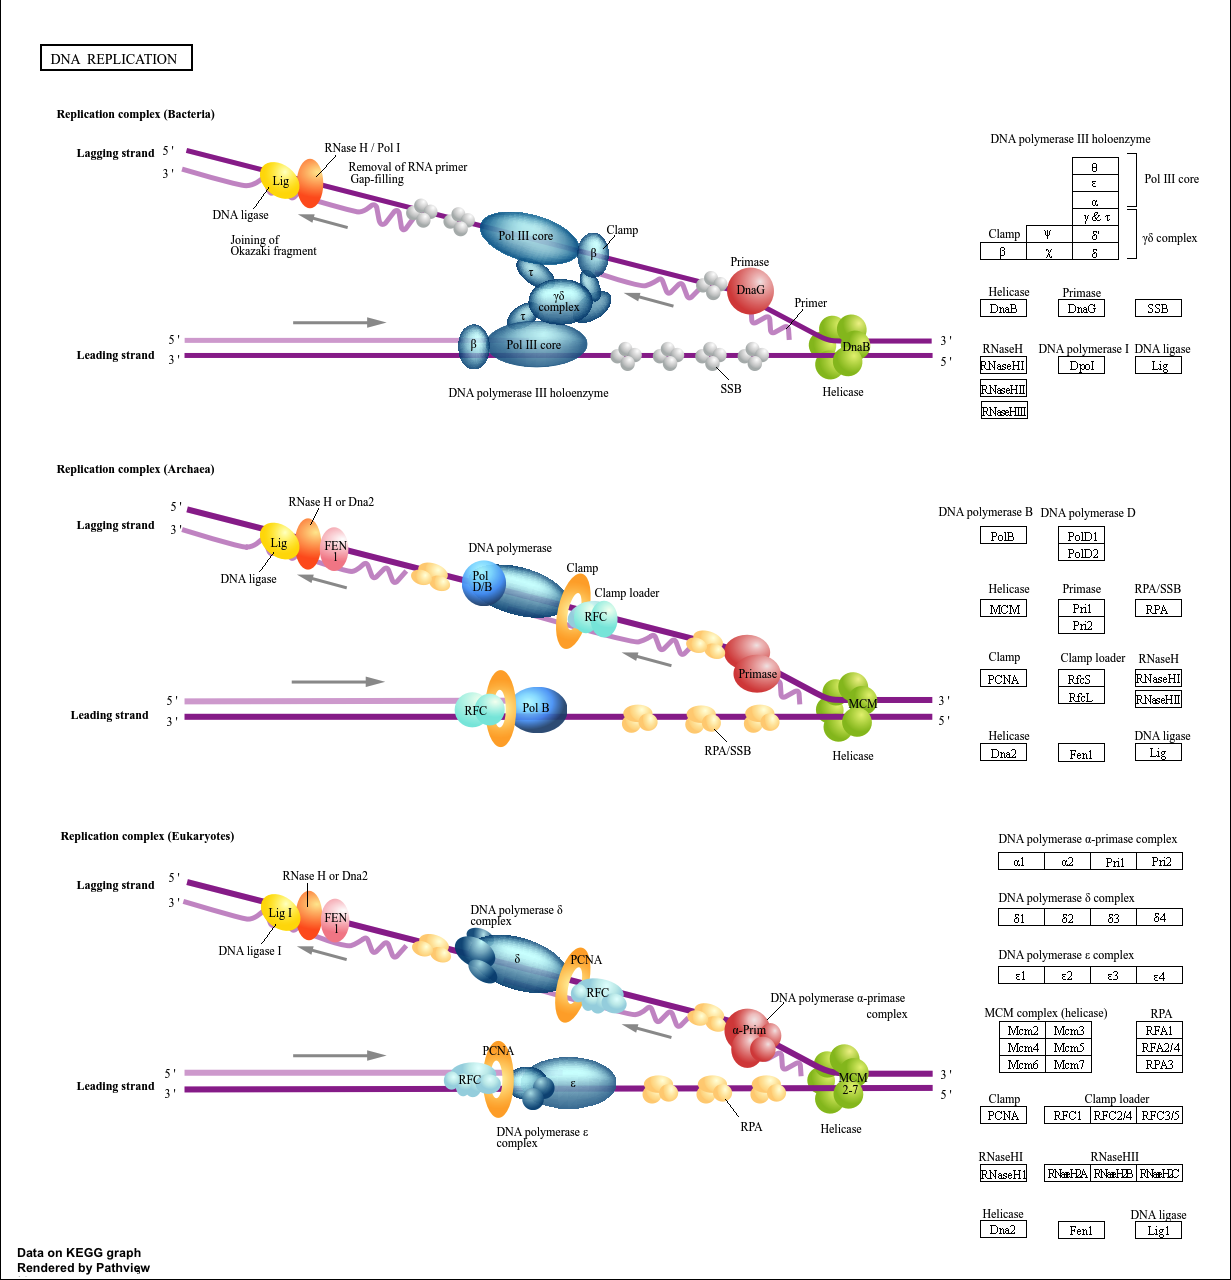 DNA REPLICATION
Replication complex (Bacteria)
Lagging strand
5 '
3 '
RNase H / Pol I
Removal of RNA primer
Gap-filling
Lig
DNA ligase
Joining of
Okazaki fragment
Pol III core
Clamp
β
τ
γδ
complex
τ
β
Pol III core
Primase
DnaG
Primer
DnaB
Helicase
SSB
5 '
Leading strand
3 '
3 '
5 '
DNA polymerase III holoenzyme
DNA polymerase III holoenzyme
θ
ε
α
Pol III core
γ & τ
Clamp
ψ
δ'
γδ complex
β
χ
δ
Helicase
Primase
DnaB
DnaG
SSB
RNaseH
DNA polymerase I
DNA ligase
RNaseHI
DpoI
Lig
RNaseHII
RNaseHIII
Replication complex (Archaea)
Lagging strand
5 '
3 '
RNase H or Dna2
Lig
FEN
1
DNA ligase
DNA polymerase
Pol
D/B
Clamp
Clamp loader
RFC
Primase
MCM
Helicase
5 '
Leading strand
3 '
RFC
Pol B
RPA/SSB
3 '
5 '
DNA polymerase B
DNA polymerase D
PolB
PolD1
PolD2
Helicase
Primase
RPA/SSB
MCM
Pri1
RPA
Pri2
Clamp
Clamp loader
RNaseH
PCNA
RfcS
RNaseHI
RfcL
RNaseHII
Helicase
DNA ligase
Dna2
Fen1
Lig
Replication complex (Eukaryotes)
Lagging strand
5 '
3 '
RNase H or Dna2
Lig I
FEN
1
DNA ligase I
DNA polymerase δ
complex
δ
PCNA
RFC
DNA polymerase α-primase
complex
α-Prim
MCM
2-7
Helicase
Leading strand
3 '
PCNA
RFC
ε
DNA polymerase ε
complex
RPA
3 '
5 '
DNA polymerase α-primase complex
α1 α2 Pri1 Pri2
DNA polymerase δ complex
δ1 δ2 δ3 δ4
DNA polymerase ε complex
ε1 ε2 ε3 ε4
MCM complex (helicase)
RPA
Mcm2 Mcm3
RFA1
Mcm4 Mcm5
RFA2/4
Mcm6 Mcm7
RPA3
Clamp
Clamp loader
PCNA
RFC1 RFC2/4 RFC3/5
RNaseHI
RNaseHII
RNaseH1
RNaseH2A RNaseH2B RNaseH2C
Helicase
DNA ligase
Dna2
Fen1
Lig1
Data on KEGG graph
Rendered by Pathview